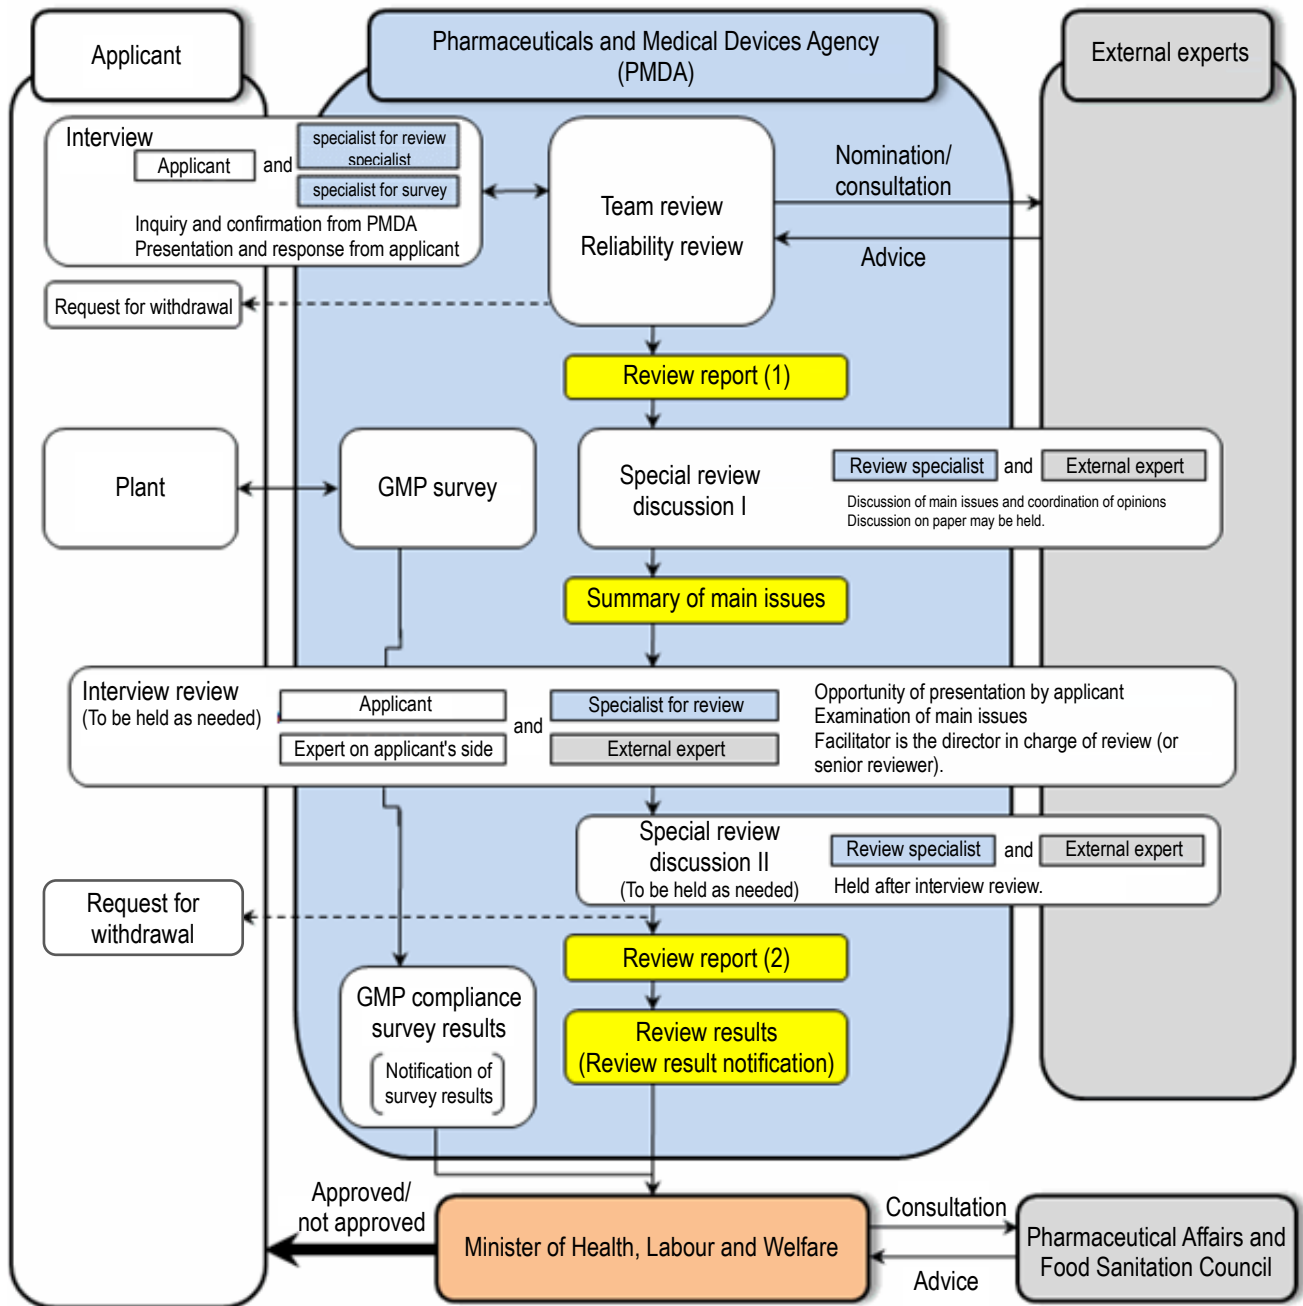 Applicant
Pharmaceuticals and Medical Devices Agency
(PMDA)
External experts
Interview
Applicant
and
specialist for review
specialist
specialist for survey
Inquiry and confirmation from PMDA
Presentation and response from applicant
Team review
Reliability review
Nomination/
consultation
Advice
Request for withdrawal
Review report (1)
Plant
GMP survey
Special review
discussion I
Review specialist
and
External expert
Discussion of main issues and coordination of opinions
Discussion on paper may be held.
Summary of main issues
Interview review
(To be held as needed)
Applicant
Expert on applicant's side
and
Specialist for review
External expert
Opportunity of presentation by applicant
Examination of main issues
Facilitator is the director in charge of review (or
senior reviewer).
Special review
discussion II
(To be held as needed)
Review specialist
and
External expert
Held after interview review.
Request for
withdrawal
Review report (2)
GMP compliance
survey results
Notification of
survey results
Review results
(Review result notification)
Approved/
not approved
Minister of Health, Labour and Welfare
Consultation
Advice
Pharmaceutical Affairs and
Food Sanitation Council